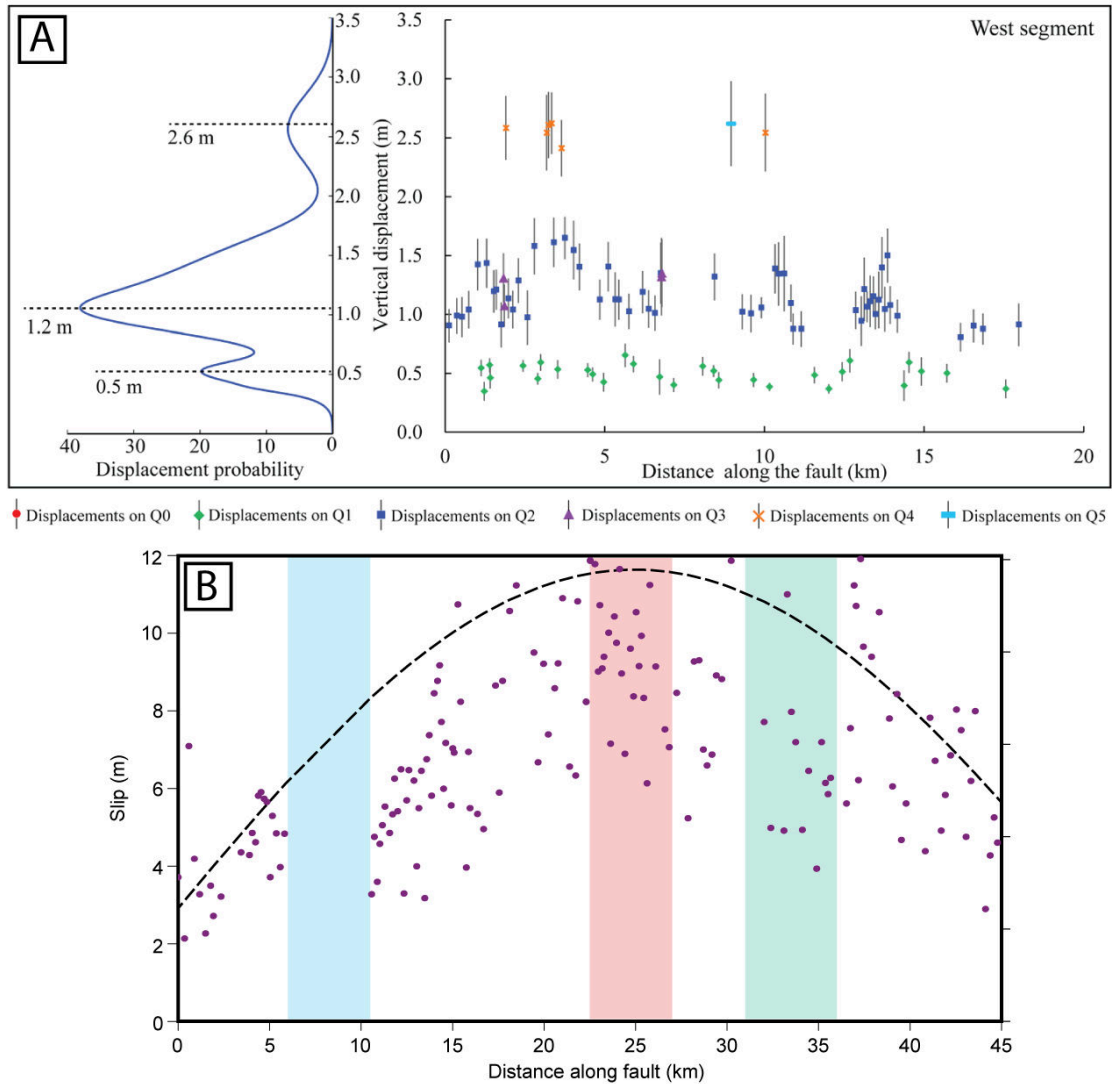 A
3.5
3.0
2.5
2.0
1.5
1.0
0.5
2.6 m
1.2 m
0.5 m
40 30 20 10 0
Displacement probability
West segment
Vertical displacement (m)
3.5
3.0
2.5
2.0
1.5
1.0
0.5
0.0
0 5 10 15 20
Distance along the fault (km)
Displacements on Q0 Displacements on Q1 Displacements on Q2 Displacements on Q3 Displacements on Q4 Displacements on Q5
B
Slip (m)
12
10
8
6
4
2
0
0 5 10 15 20 25 30 35 40 45
Distance along fault (km)